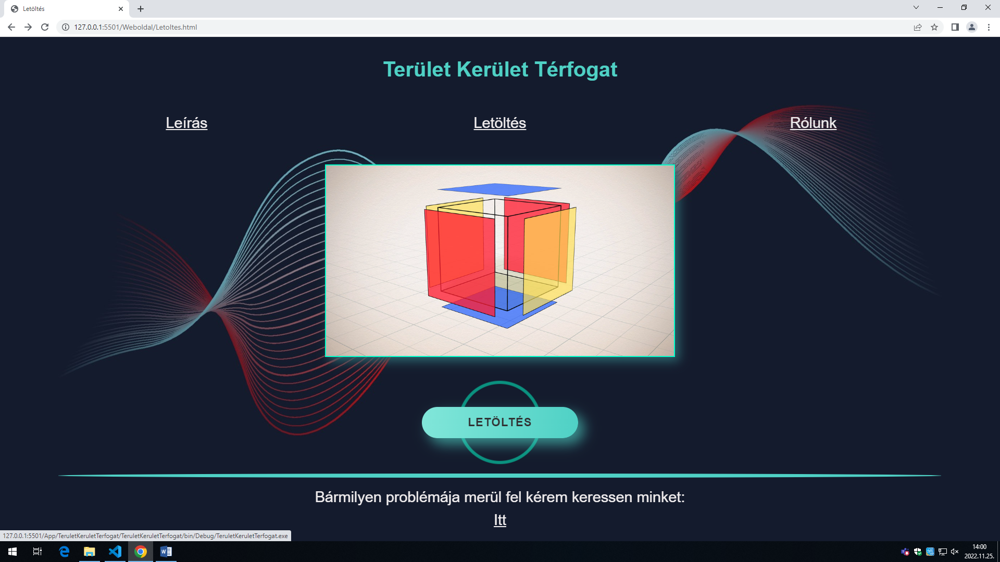 Letöltés
127.0.0.1:5501/Weboldal/Letoltes.html
Terület Kerület Térfogat
Leírás
Letöltés
Rólunk
LETÖLTÉS
Bármilyen problémája merül fel kérem keressen minket:
Itt
127.0.0.1:5501/App/TeruletKeruletTerfogat/TeruletKeruletTerfogat/bin/Debug/TeruletKeruletTerfogat.exe
14:00
2022.11.25.